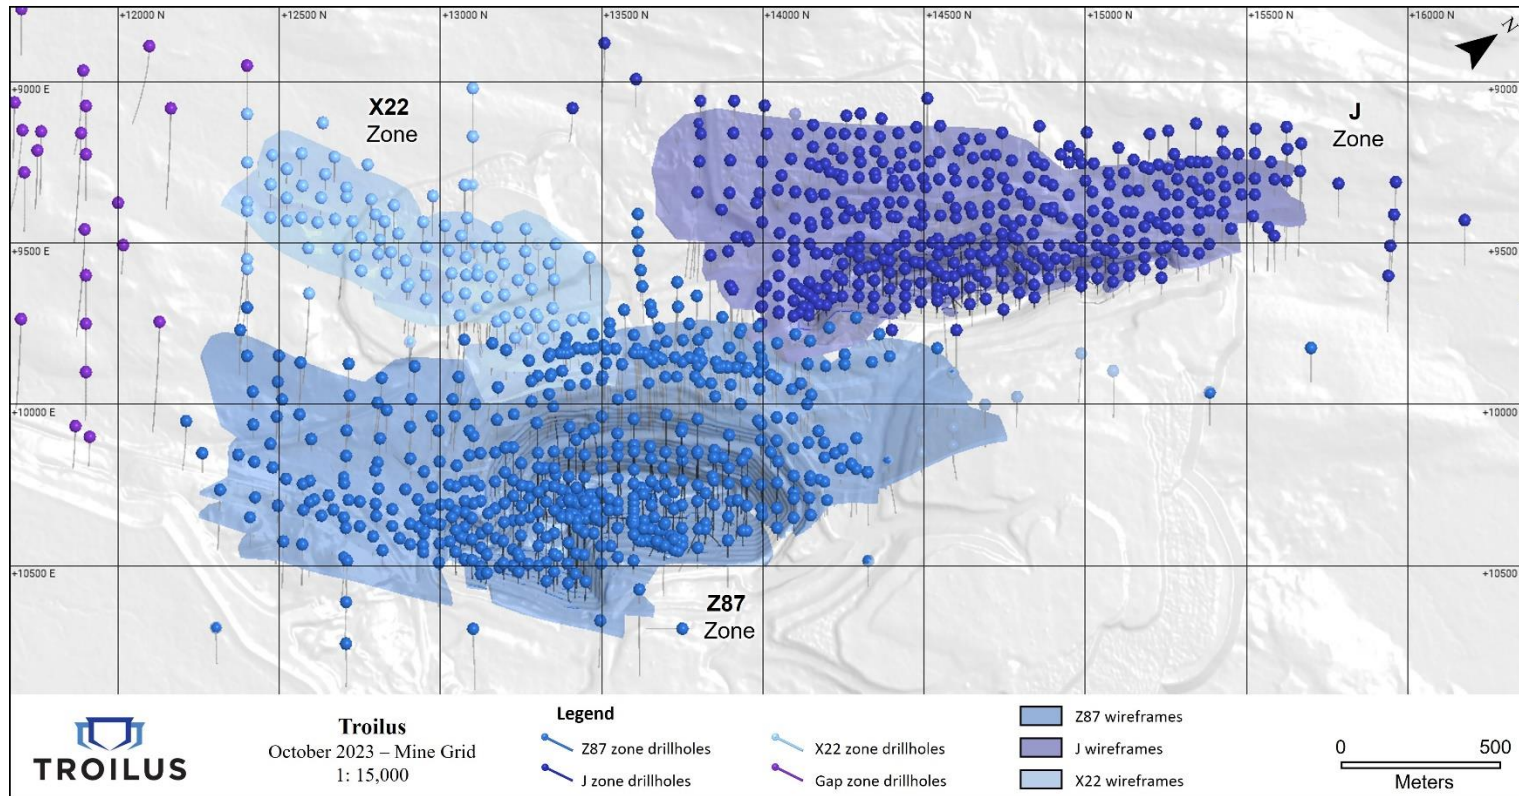 +12000 N
+12500 N
+13000 N
+13500 N
+14000 N
+14500 N
+15000 N
+15500 N
+16000 N
N
+9000 E
+9000
X22
Zone
J
Zone
+9500 E
+9500
+10000 E
+10000
+10500 E
+10500
Z87
Zone
TROILUS
Troilus
October 2023 – Mine Grid
1: 15,000
Legend
Z87 zone drillholes
J zone drillholes
X22 zone drillholes
Gap zone drillholes
Z87 wireframes
J wireframes
X22 wireframes
0 500
Meters